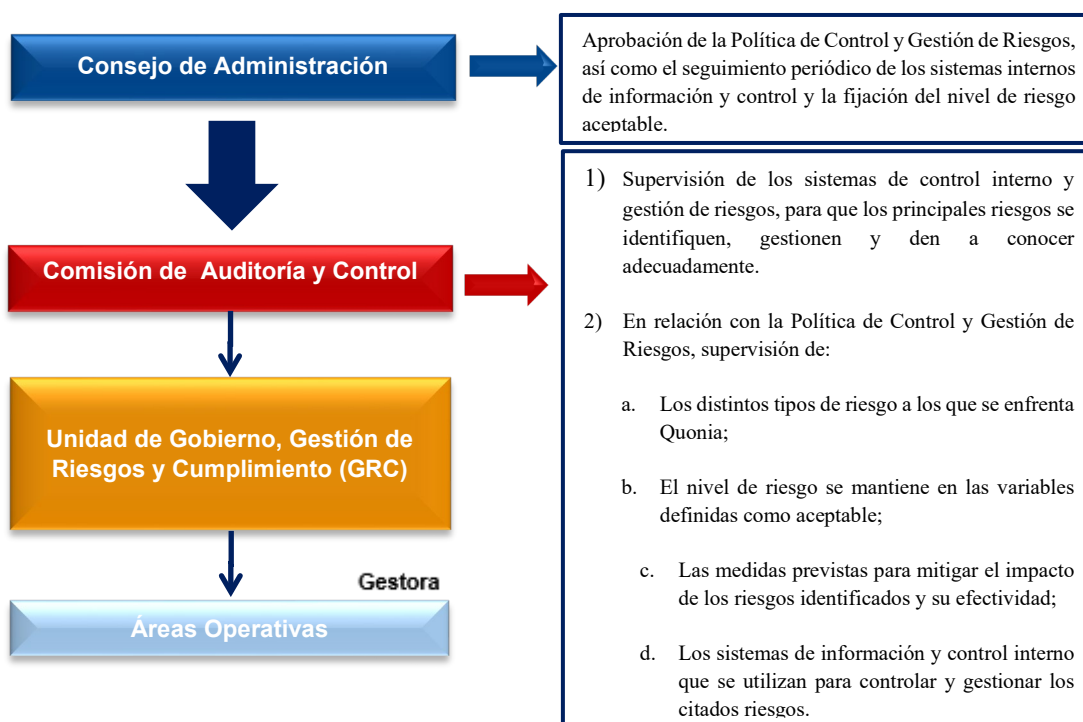 Consejo de Administración
Aprobación de la Política de Control y Gestión de Riesgos,
así como el seguimiento periódico de los sistemas internos
de información y control y la fijación del nivel de riesgo
aceptable.
Comisión de Auditoría y Control
1) Supervisión de los sistemas de control interno y
gestión de riesgos, para que los principales riesgos se
identifiquen, gestionen y den a conocer
adecuadamente.
2) En relación con la Política de Control y Gestión de
Riesgos, supervisión de:
a. Los distintos tipos de riesgo a los que se enfrenta
Quonia;
b. El nivel de riesgo se mantiene en las variables
definidas como aceptable;
c. Las medidas previstas para mitigar el impacto
de los riesgos identificados y su efectividad;
d. Los sistemas de información y control interno
que se utilizan para controlar y gestionar los
citados riesgos.
Unidad de Gobierno, Gestión de
Riesgos y Cumplimiento (GRC)
Gestora
Áreas Operativas